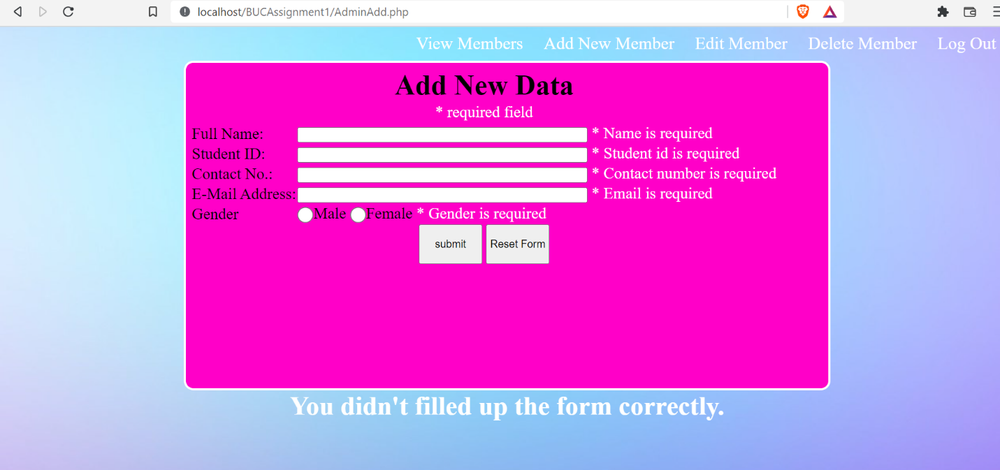 localhost/BUCAssignment1/AdminAdd.php
View Members Add New Member Edit Member Delete Member Log Out
Add New Data
* required field
Full Name: * Name is required
Student ID: * Student id is required
Contact No.: * Contact number is required
E-Mail Address: * Email is required
Gender Male Female * Gender is required
submit Reset Form
You didn't filled up the form correctly.